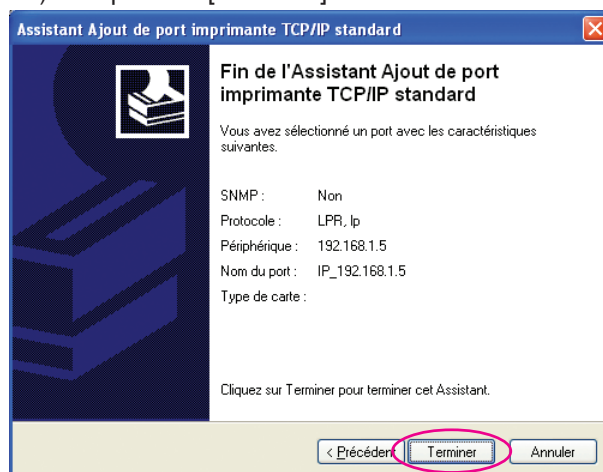 Assistant Ajout de port imprimante TCP/IP standard
Fin de l'Assistant Ajout de port
imprimante TCP/IP standard
Vous avez sélectionné un port avec les caractéristiques
suivantes.
SNMP : Non
Protocole : LPR, lp
Périphérique : 192.168.1.5
Nom du port : IP_192.168.1.5
Type de carte :
Cliquez sur Terminer pour terminer cet Assistant.
< Précédent Terminer Annuler